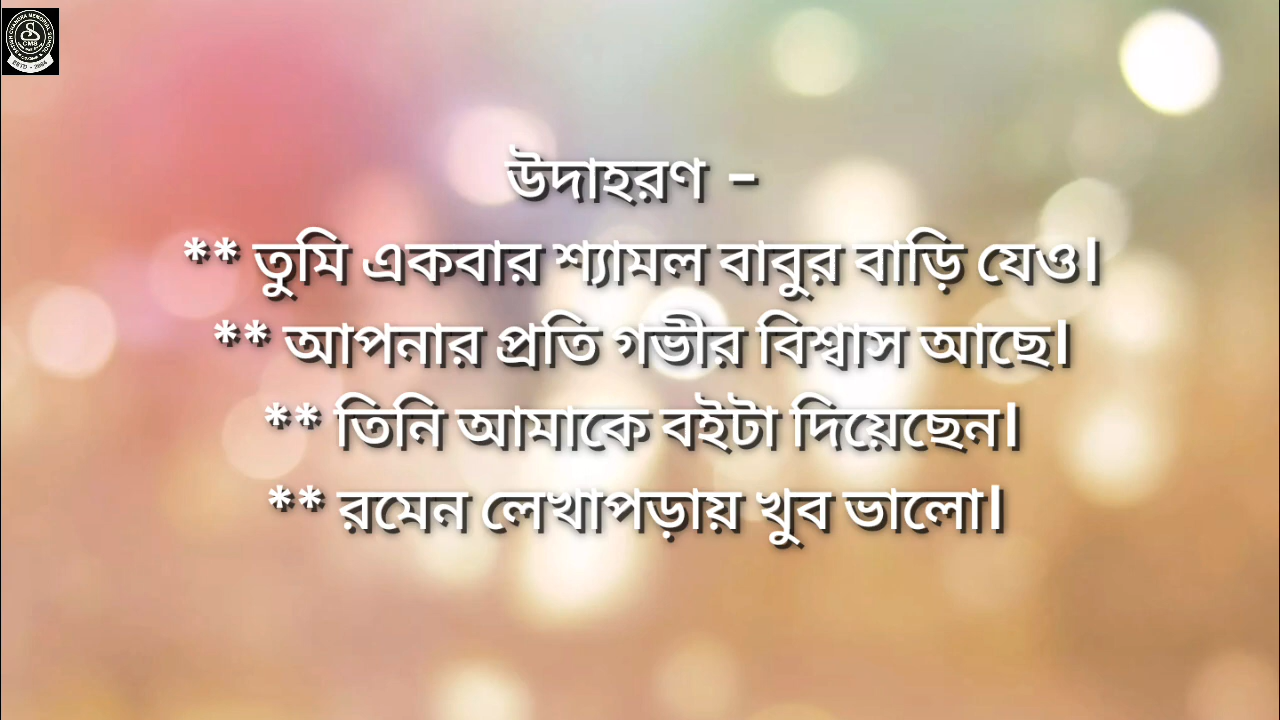 উদাহরণ –
** তুমি একবার শ্যামল বাবুর বাড়ি যেও।
** আপনার প্রতি গভীর বিশ্বাস আছে।
** তিনি আমাকে বইটা দিয়েছেন।
** রমেন লেখাপড়ায় খুব ভালো।